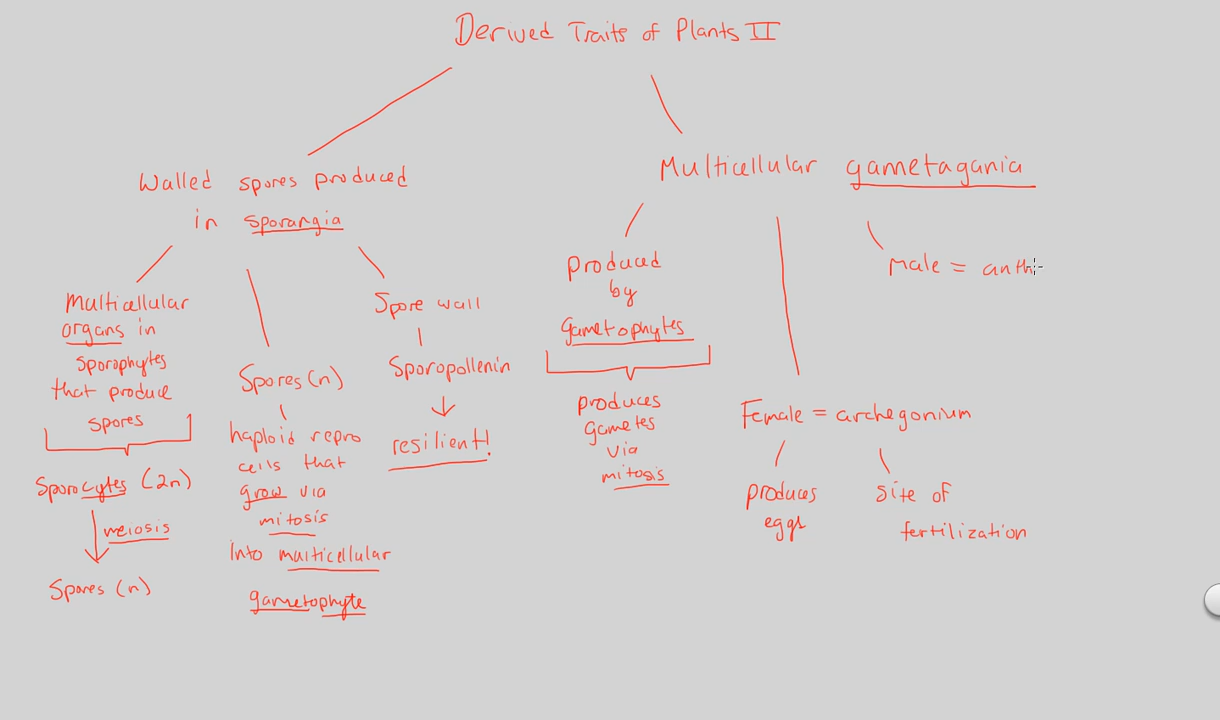 Derived Traits of Plants II
Walled spores produced
in sporangia
Multicellular
organs in
sporophytes
that produce
spores
Sporocytes (2n)
meiosis
Spores (n)
Spores (n)
haploid repro
cells that
grow via
mitosis
into multicellular
gametophyte
Spore wall
Sporopollenin
resilient!
Multicellular gametagania
produced
by
gametophytes
produces
gametes
via
mitosis
Female = archegonium
produces
eggs
site of
fertilization
Male = anth